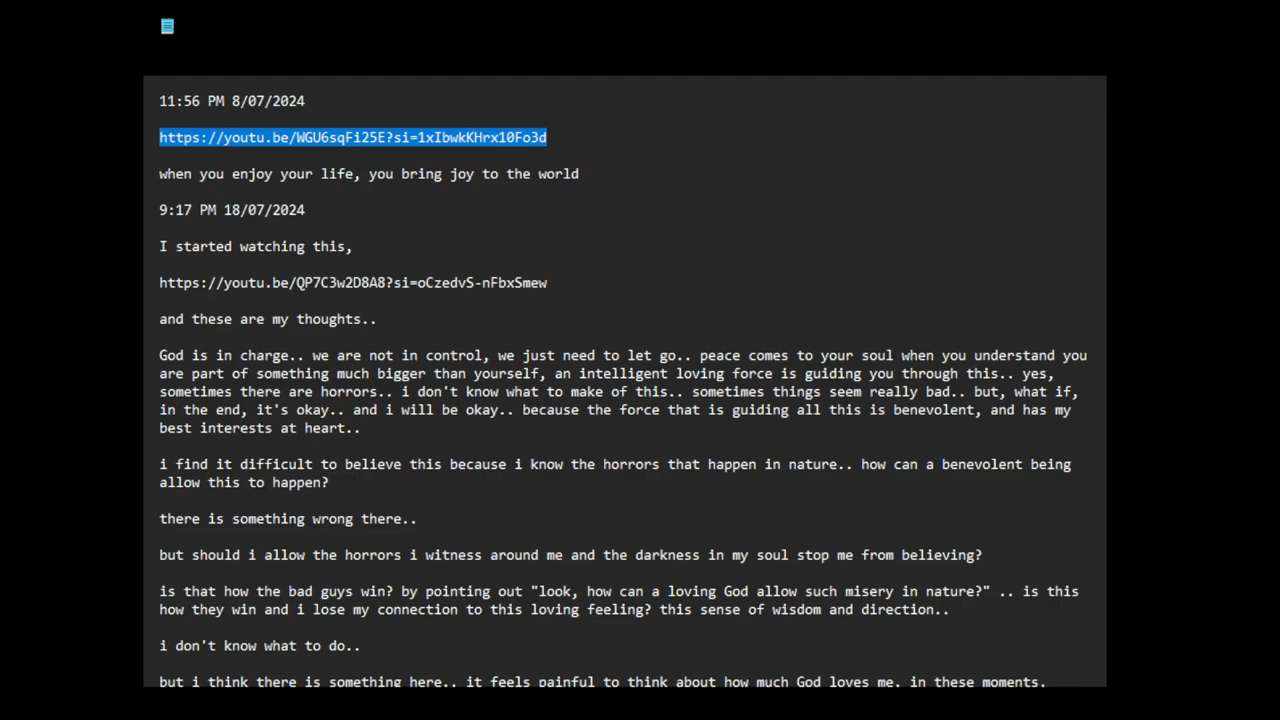 11:56 PM 8/07/2024
https://youtu.be/WGU6sqFi25E?si=1xIbwkKHrx10Fo3d
when you enjoy your life, you bring joy to the world
9:17 PM 18/07/2024
I started watching this,
https://youtu.be/QP7C3w2D8A8?si=oCzedvS-nFbxSmew
and these are my thoughts..
God is in charge.. we are not in control, we just need to let go.. peace comes to your soul when you understand you
are part of something much bigger than yourself, an intelligent loving force is guiding you through this.. yes,
sometimes there are horrors.. i don't know what to make of this.. sometimes things seem really bad.. but, what if,
in the end, it's okay.. and i will be okay.. because the force that is guiding all this is benevolent, and has my
best interests at heart..
i find it difficult to believe this because i know the horrors that happen in nature.. how can a benevolent being
allow this to happen?
there is something wrong there..
but should i allow the horrors i witness around me and the darkness in my soul stop me from believing?
is that how the bad guys win? by pointing out "look, how can a loving God allow such misery in nature?" .. is this
how they win and i lose my connection to this loving feeling? this sense of wisdom and direction..
i don't know what to do..
but i think there is something here.. it feels painful to think about how much God loves me. in these moments.